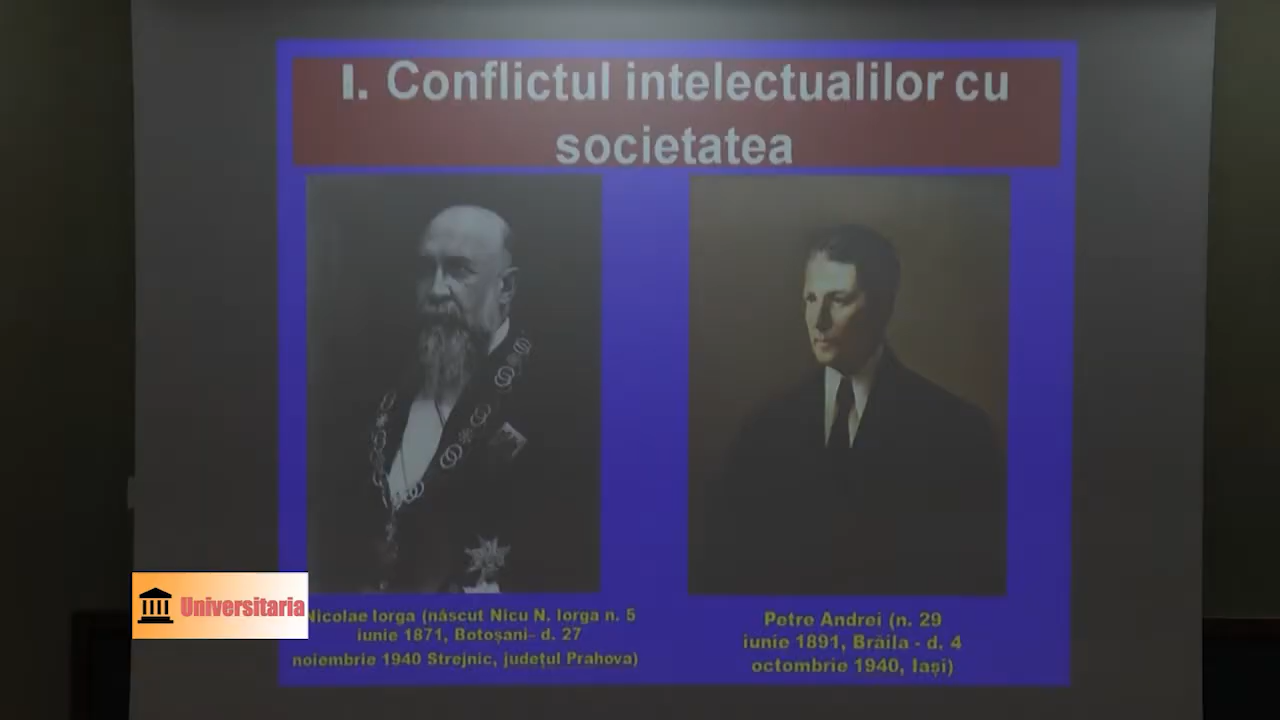 I. Conflictul intelectualilor cu
societatea
Nicolae Iorga (născut Nicu N. Iorga n. 5
iunie 1871, Botoșani- d. 27
noiembrie 1940 Strejnic, județul Prahova)
Petre Andrei (n. 29
iunie 1891, Brăila - d. 4
octombrie 1940, Iași)
Universitaria